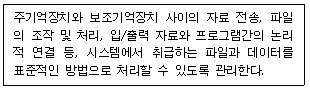 주기억장치와 보조기억장치 사이의 자료 전송, 파일
의 조작 및 처리, 입/출력 자료와 프로그램간의 논리
적 연결 등, 시스템에서 취급하는 파일과 데이터를
표준적인 방법으로 처리할 수 있도록 관리한다.